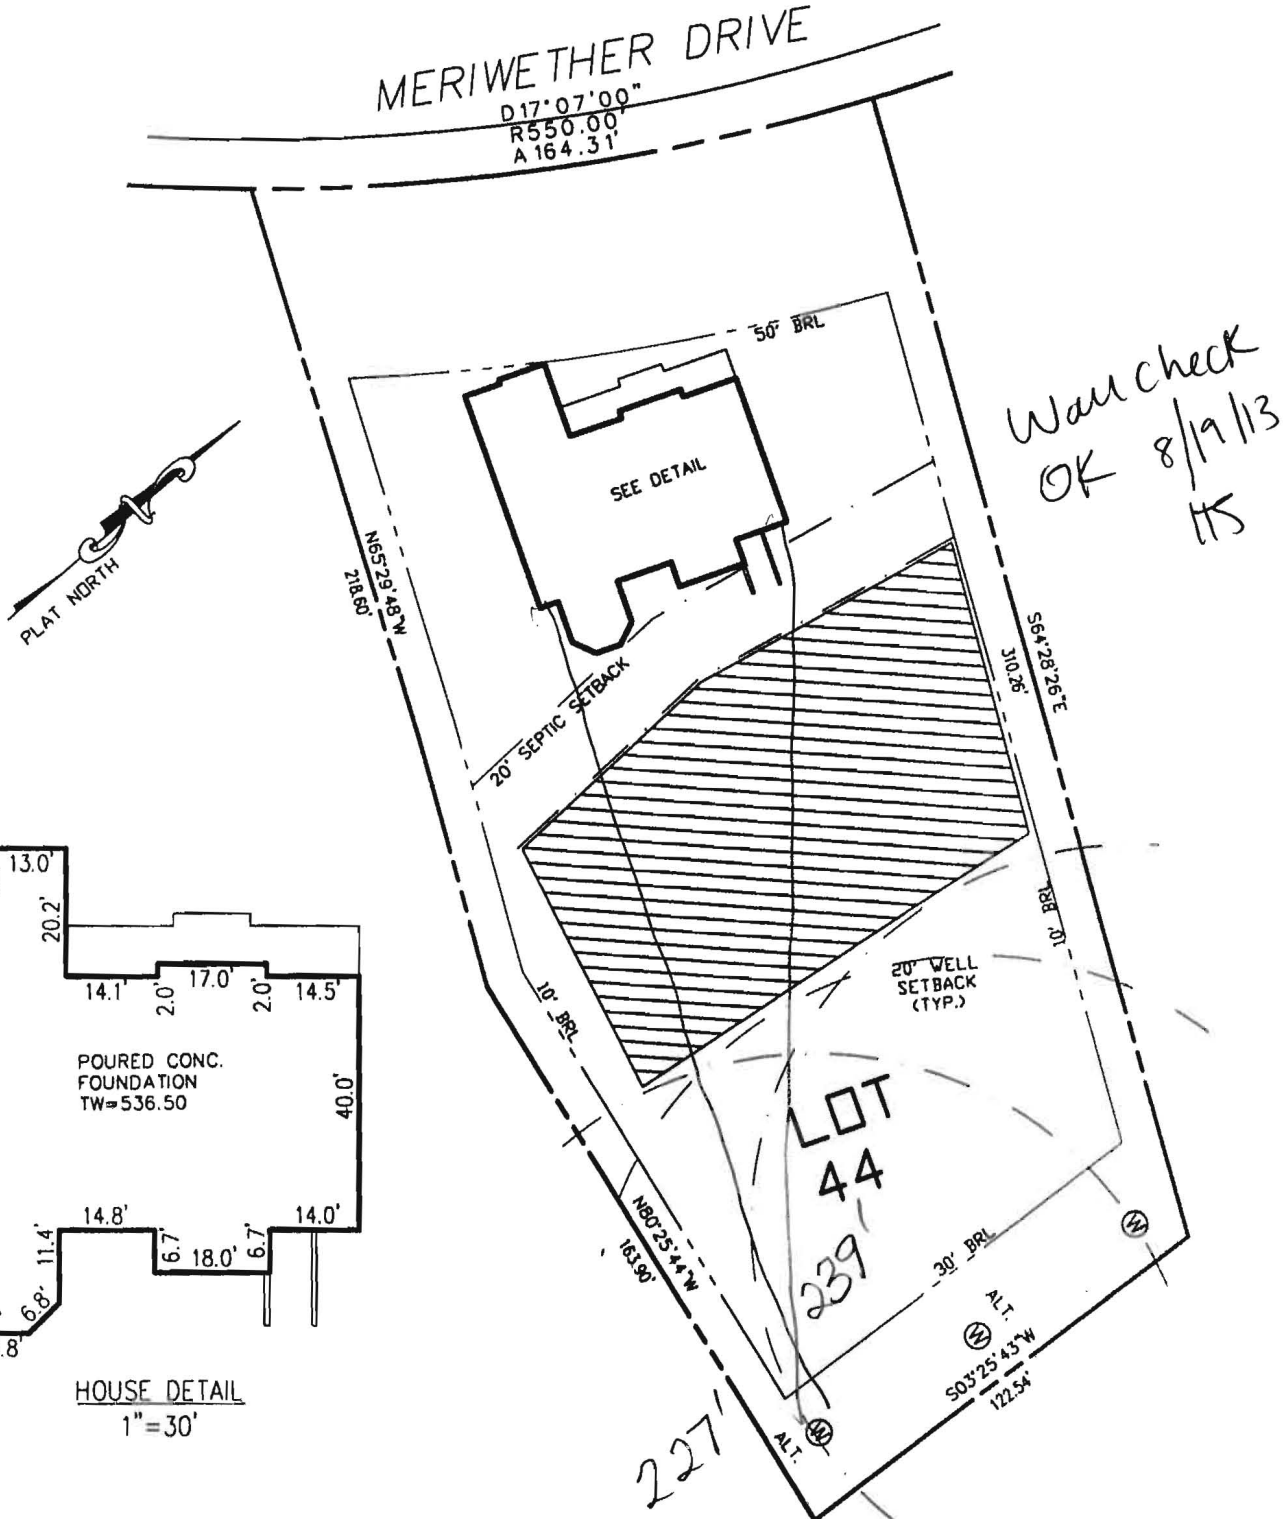 MERIWETHER DRIVE
D 17°07'00"
R550.00'
A 164.31'
50' BRL
Wall check
OK 8/19/13
HS
SEE DETAIL
PLAT NORTH
N65°29'48"W
218.60'
S64°28'26"E
310.26'
20' SEPTIC SETBACK
10' BRL
20' WELL
SETBACK
(TYP.)
10' BRL
LOT
44
239'
N80°25'44"W
163.90'
30' BRL
W
ALT.
W
S03°25'43"W
122.54'
ALT.
W
227'
13.0'
20.2'
14.1'
2.0'
17.0'
2.0'
14.5'
POURED CONC.
FOUNDATION
TW=536.50
40.0'
14.8'
11.4'
6.7'
18.0'
6.7'
14.0'
6.8'
.8'
HOUSE DETAIL
1"=30'